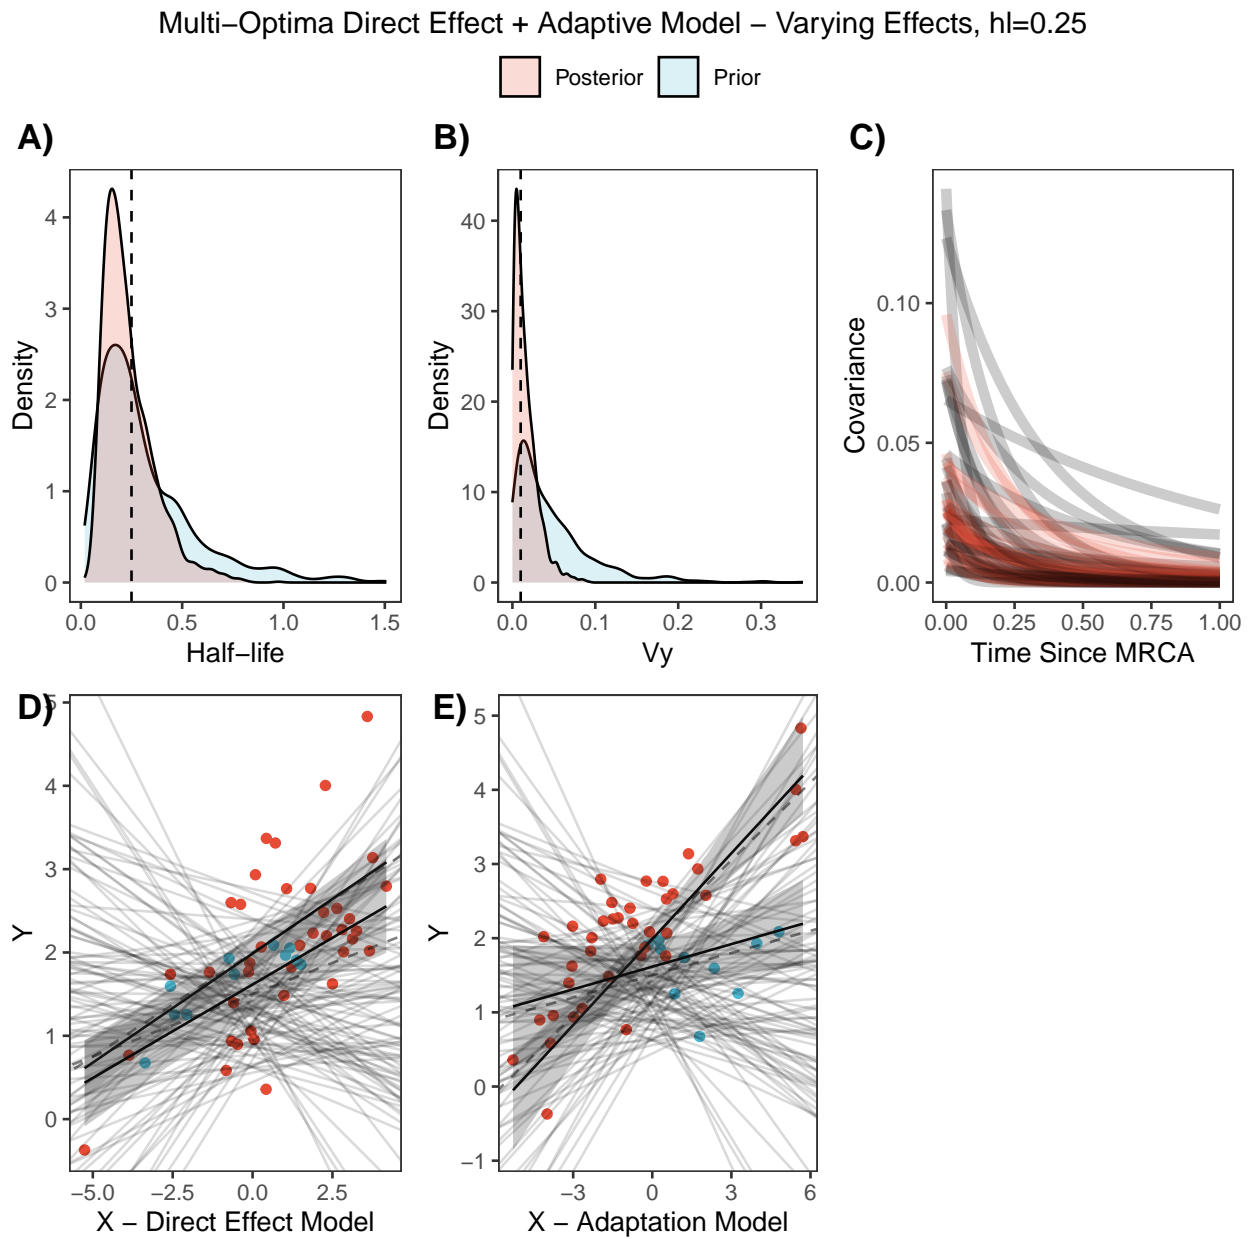 Multi−Optima Direct Effect + Adaptive Model − Varying Effects, hl=0.25
Posterior Prior
A) B) C)
4
3
2
1
0
Density
0.0 0.5 1.0 1.5
Half−life
40
30
20
10
0
Density
0.0 0.1 0.2 0.3
Vy
0.10
0.05
0.00
Covariance
0.00 0.25 0.50 0.75 1.00
Time Since MRCA
D) E)
5
4
3
2
1
0
Y
−5.0 −2.5 0.0 2.5
X − Direct Effect Model
5
4
3
2
1
0
−1
Y
−3 0 3 6
X − Adaptation Model